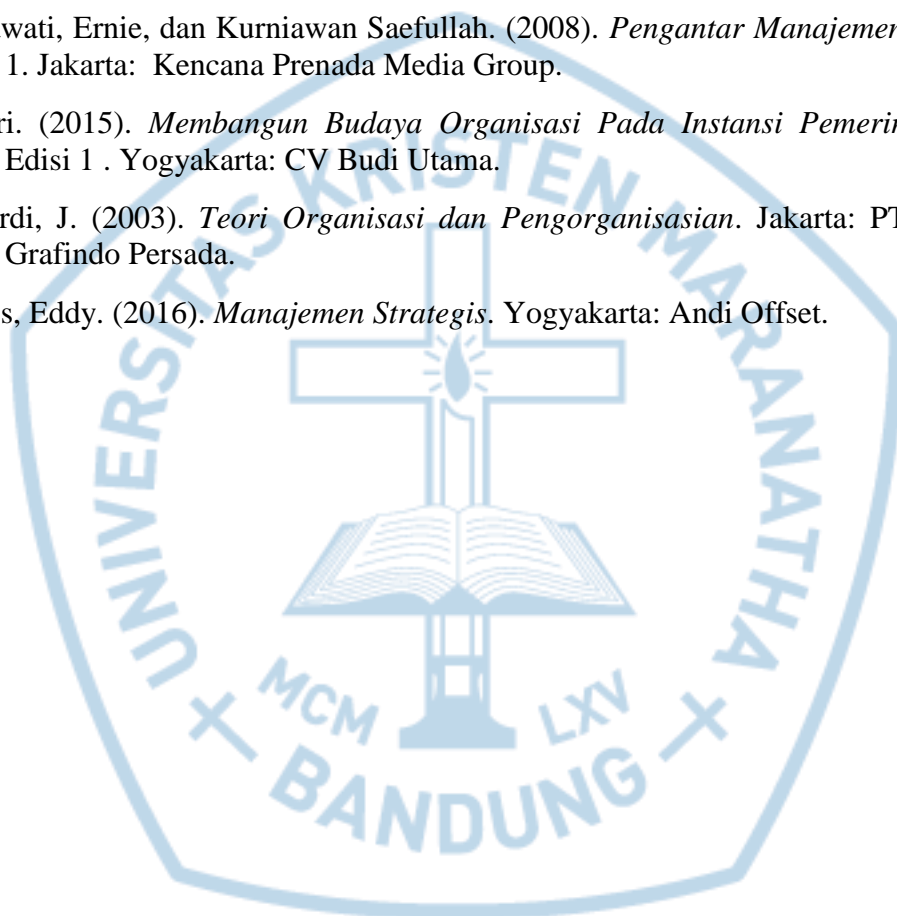 wati, Ernie, dan Kurniawan Saefullah. (2008). Pengantar Manajemen
1. Jakarta: Kencana Prenada Media Group.
ri. (2015). Membangun Budaya Organisasi Pada Instansi Pemerin
Edisi 1 . Yogyakarta: CV Budi Utama.
rdi, J. (2003). Teori Organisasi dan Pengorganisasian. Jakarta: PT
Grafindo Persada.
s, Eddy. (2016). Manajemen Strategis. Yogyakarta: Andi Offset.
UNIVERSITAS KRISTEN MARANATHA
MCM LXV
BANDUNG